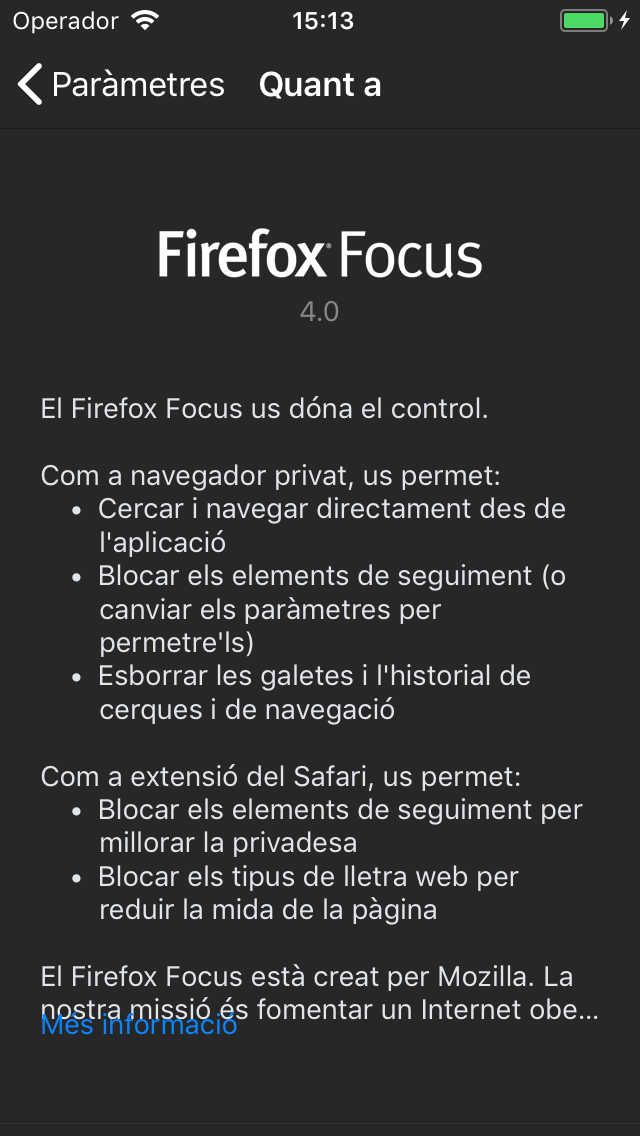 Operador 15:13
Paràmetres Quant a
Firefox® Focus
4.0
El Firefox Focus us dóna el control.
Com a navegador privat, us permet:
• Cercar i navegar directament des de
l'aplicació
• Blocar els elements de seguiment (o
canviar els paràmetres per
permetre'ls)
• Esborrar les galetes i l'historial de
cerques i de navegació
Com a extensió del Safari, us permet:
• Blocar els elements de seguiment per
millorar la privadesa
• Blocar els tipus de lletra web per
reduir la mida de la pàgina
El Firefox Focus està creat per Mozilla. La
nostra missió és fomentar un Internet obe...
Més informació